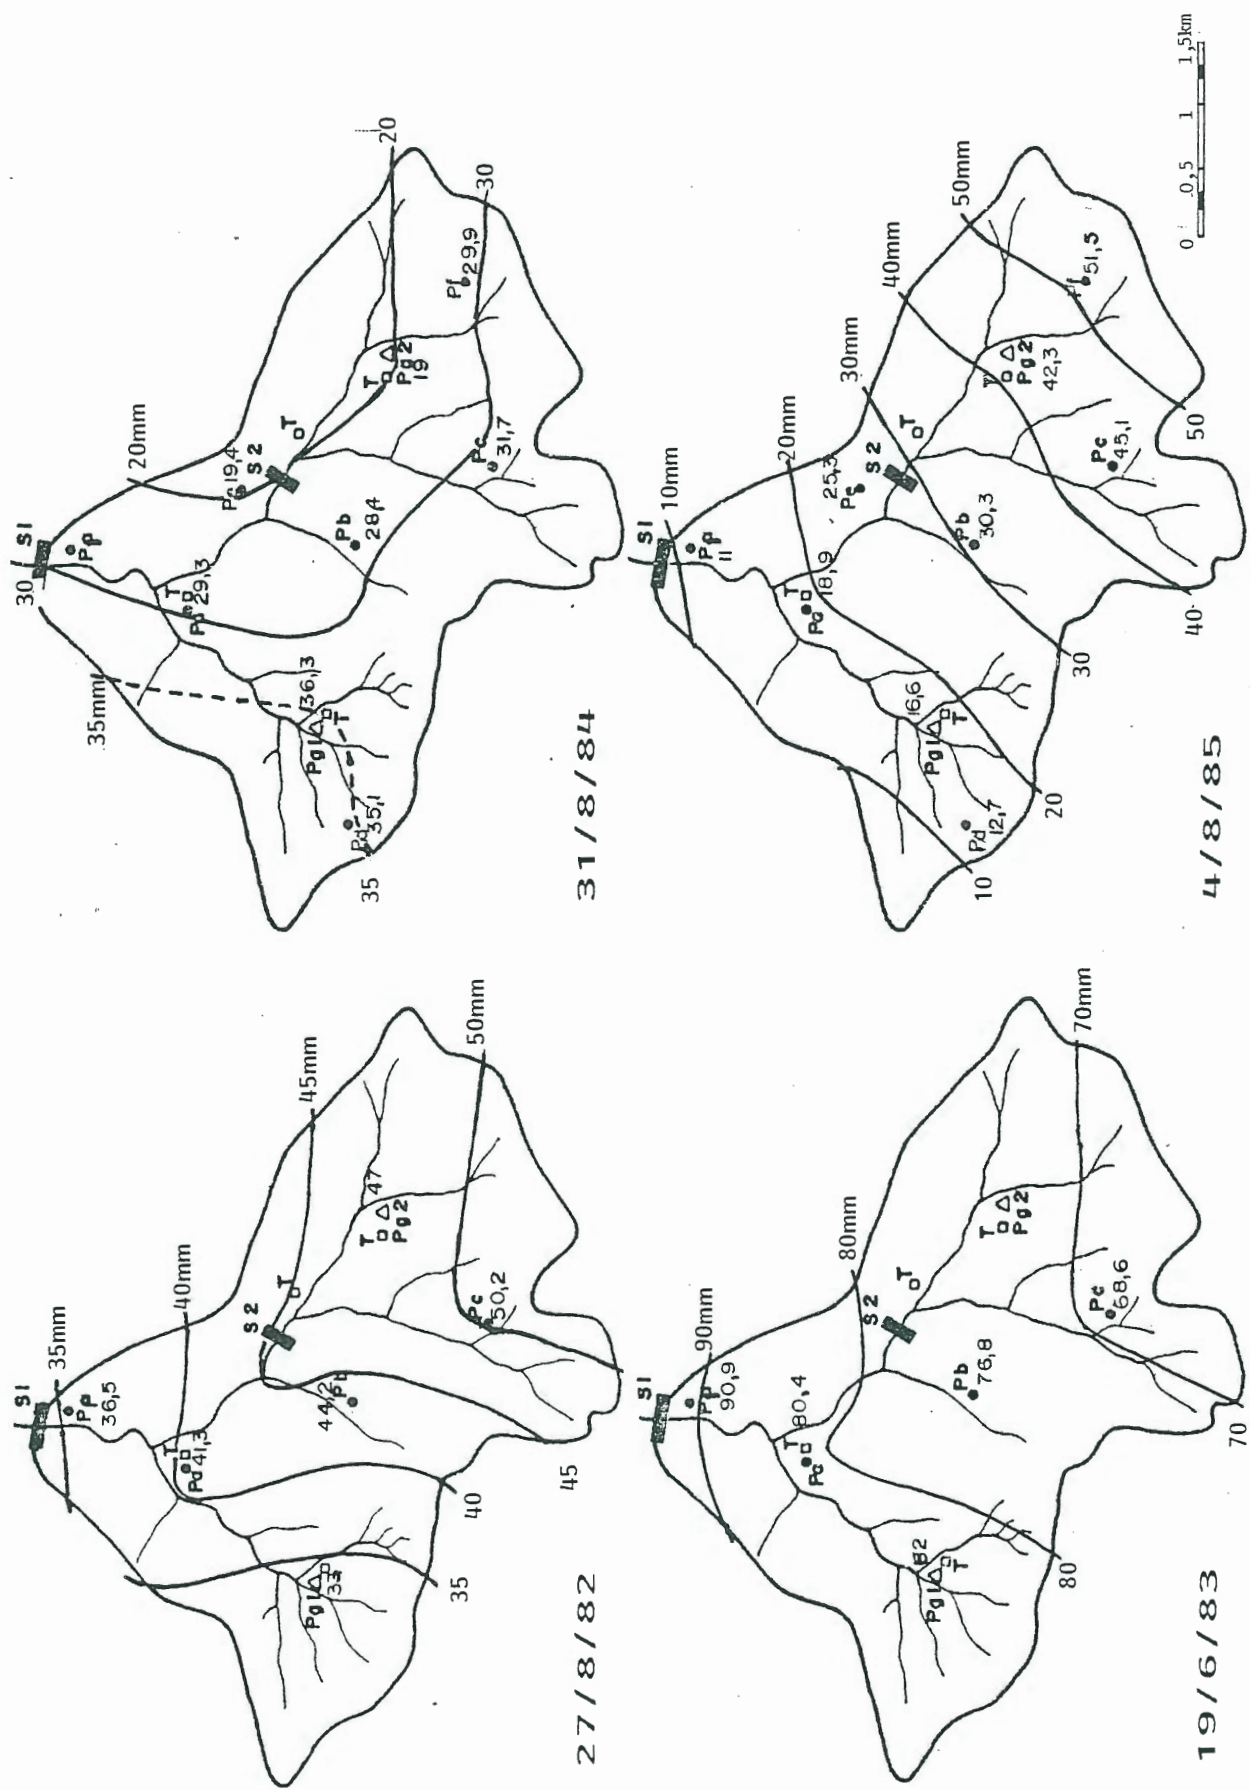 30
S1
Pp
20mm
Pe 19,4
S2
T
T
Pa 29,3
Pb
28,4
35mm
36,3
Pg1
T
Pd
35,1
35
T
Pg2
19
20
30
Pf 29,9
Pc
31,7
31/8/84
S1
10mm
Pp
11
20mm
25,3
Pe
S2
T
30mm
40mm
50mm
T
Pa 18,9
Pb
30,3
16,6
Pg1
T
Pd
12,7
10
20
30
40
50
T
Pg2
42,3
Pf 51,5
Pc
45,1
4/8/85
0 0,5 1 1,5km
S1
35mm
Pp
36,5
40mm
S2
T
45mm
T
Pa 41,3
44,2
Pb
Pg1
33
T
Pg2
47
50mm
Pc
50,2
35
40
45
27/8/82
S1
90mm
Pp
90,9
80mm
80,4
T
Pa
S2
T
Pb
76,8
82
Pg1
T
T
Pg2
70mm
Pc
68,6
80
70
19/6/83